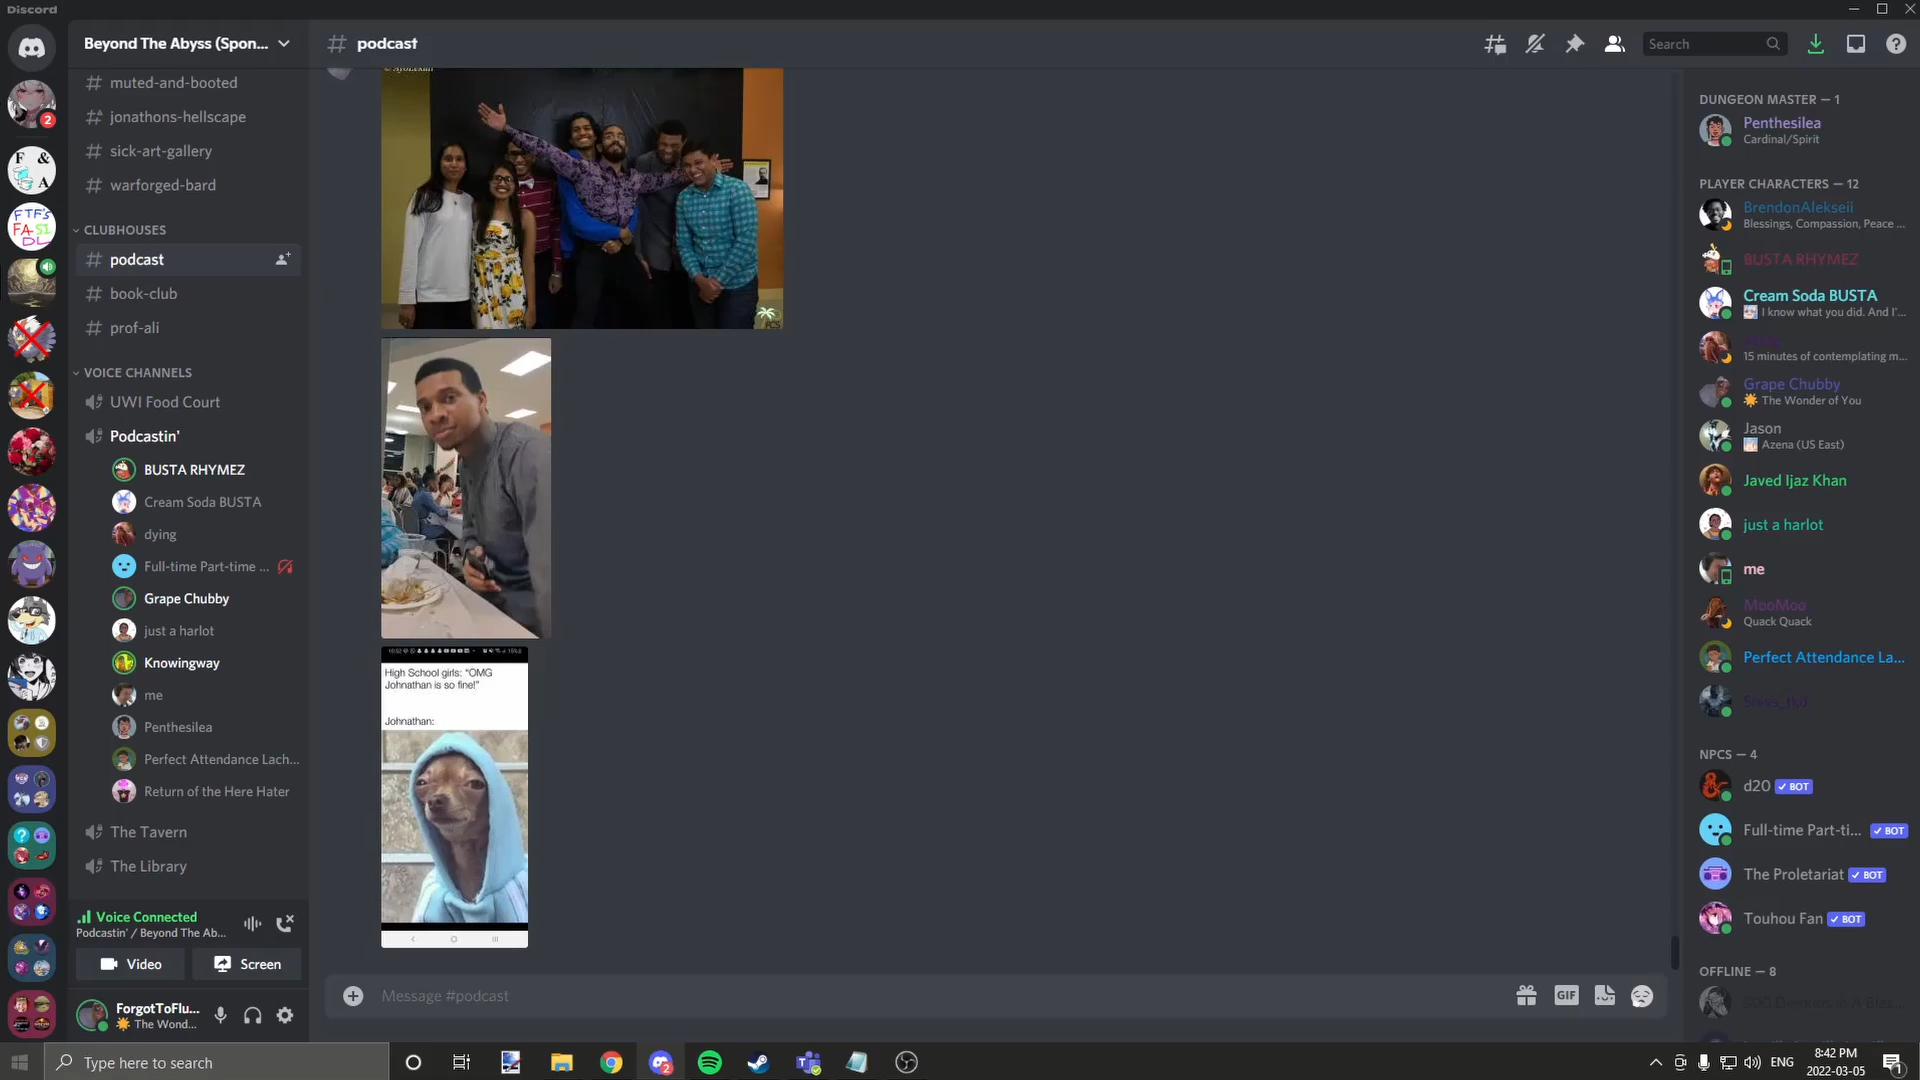 Discord
Beyond The Abyss (Spon...
podcast
Search
muted-and-booted
jonathons-hellscape
sick-art-gallery
warforged-bard
CLUBHOUSES
podcast
book-club
prof-ali
VOICE CHANNELS
UWI Food Court
Podcastin'
BUSTA RHYMEZ
Cream Soda BUSTA
dying
Full-time Part-time ...
Grape Chubby
just a harlot
Knowingway
me
Penthesilea
Perfect Attendance Lach...
Return of the Here Hater
The Tavern
The Library
Voice Connected
Podcastin' / Beyond The Ab...
Video
Screen
ForgotToFlu...
The Wond...
2
F &
A
FTF'S
FASI
DL
High School girls: "OMG
Johnathan is so fine!"
Johnathan:
Message #podcast
GIF
DUNGEON MASTER — 1
Penthesilea
Cardinal/Spirit
PLAYER CHARACTERS — 12
BrendonAlekseii
Blessings, Compassion, Peace ...
BUSTA RHYMEZ
Cream Soda BUSTA
I know what you did. And I'...
15 minutes of contemplating m...
Grape Chubby
The Wonder of You
Jason
Azena (US East)
Javed Ijaz Khan
just a harlot
me
MooMoo
Quack Quack
Perfect Attendance La...
NPCS — 4
d20 BOT
Full-time Part-ti... BOT
The Proletariat BOT
Touhou Fan BOT
OFFLINE — 8
Type here to search
2
ENG
8:42 PM
2022-03-05
1